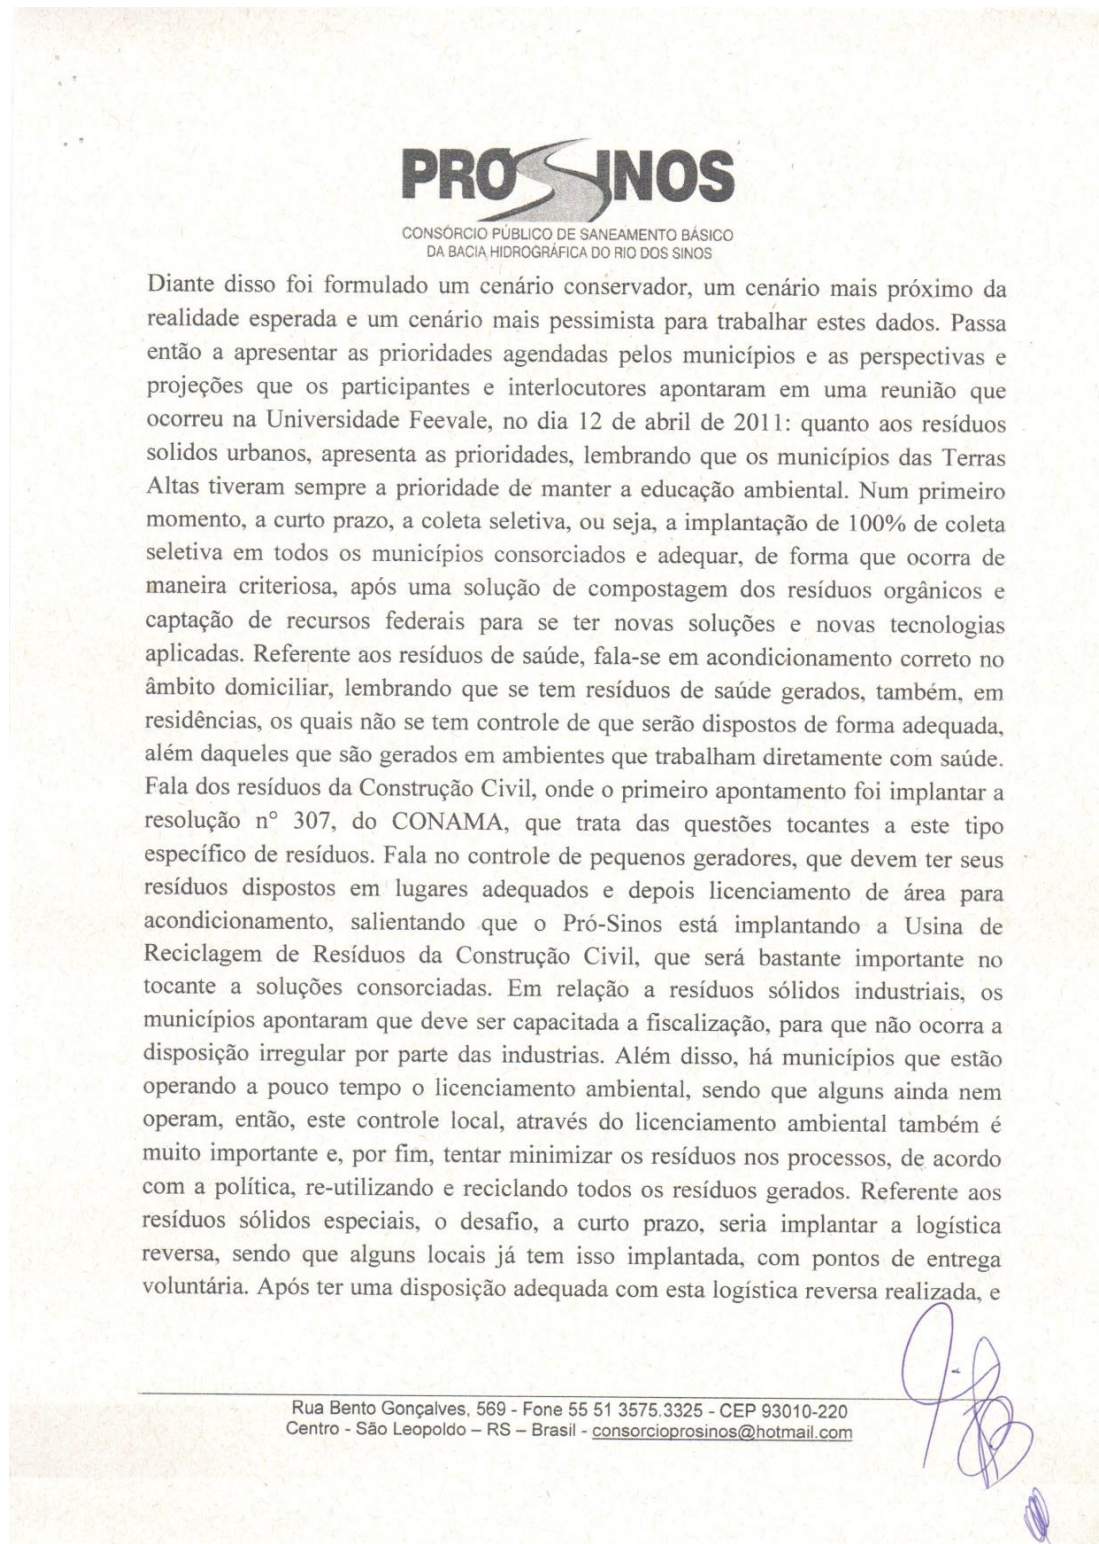 PRÓSINOS
CONSÓRCIO PÚBLICO DE SANEAMENTO BÁSICO
DA BACIA HIDROGRÁFICA DO RIO DOS SINOS
Diante disso foi formulado um cenário conservador, um cenário mais próximo da
realidade esperada e um cenário mais pessimista para trabalhar estes dados. Passa
então a apresentar as prioridades agendadas pelos municípios e as perspectivas e
projeções que os participantes e interlocutores apontaram em uma reunião que
ocorreu na Universidade Feevale, no dia 12 de abril de 2011: quanto aos resíduos
solidos urbanos, apresenta as prioridades, lembrando que os municípios das Terras
Altas tiveram sempre a prioridade de manter a educação ambiental. Num primeiro
momento, a curto prazo, a coleta seletiva, ou seja, a implantação de 100% de coleta
seletiva em todos os municípios consorciados e adequar, de forma que ocorra de
maneira criteriosa, após uma solução de compostagem dos resíduos orgânicos e
captação de recursos federais para se ter novas soluções e novas tecnologias
aplicadas. Referente aos resíduos de saúde, fala-se em acondicionamento correto no
âmbito domiciliar, lembrando que se tem resíduos de saúde gerados, também, em
residências, os quais não se tem controle de que serão dispostos de forma adequada,
além daqueles que são gerados em ambientes que trabalham diretamente com saúde.
Fala dos resíduos da Construção Civil, onde o primeiro apontamento foi implantar a
resolução n° 307, do CONAMA, que trata das questões tocantes a este tipo
específico de resíduos. Fala no controle de pequenos geradores, que devem ter seus
resíduos dispostos em lugares adequados e depois licenciamento de área para
acondicionamento, salientando que o Pró-Sinos está implantando a Usina de
Reciclagem de Resíduos da Construção Civil, que será bastante importante no
tocante a soluções consorciadas. Em relação a resíduos sólidos industriais, os
municípios apontaram que deve ser capacitada a fiscalização, para que não ocorra a
disposição irregular por parte das industrias. Além disso, há municípios que estão
operando a pouco tempo o licenciamento ambiental, sendo que alguns ainda nem
operam, então, este controle local, através do licenciamento ambiental também é
muito importante e, por fim, tentar minimizar os resíduos nos processos, de acordo
com a política, re-utilizando e reciclando todos os resíduos gerados. Referente aos
resíduos sólidos especiais, o desafio, a curto prazo, seria implantar a logística
reversa, sendo que alguns locais já tem isso implantada, com pontos de entrega
voluntária. Após ter uma disposição adequada com esta logística reversa realizada, e
Rua Bento Gonçalves, 569 - Fone 55 51 3575.3325 - CEP 93010-220
Centro - São Leopoldo – RS – Brasil - consorcioprosinos@hotmail.com